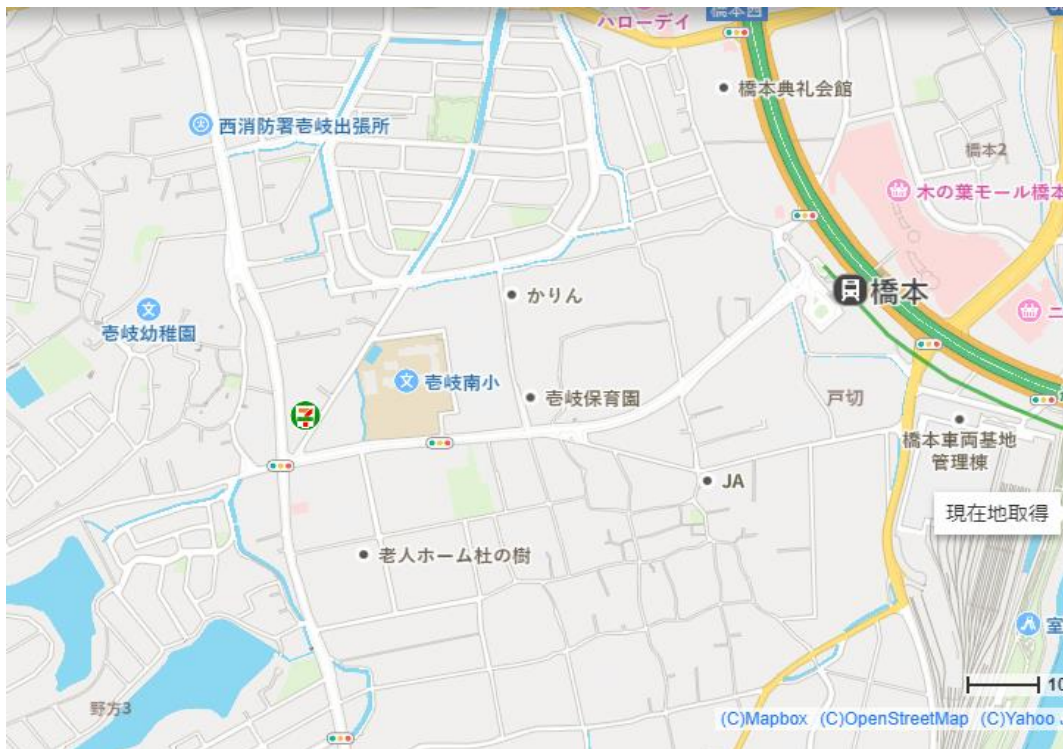 ハローデイ
橋本典礼会館
西消防署壱岐出張所
橋本2
木の葉モール橋本
橋本
かりん
壱岐幼稚園
壱岐南小
壱岐保育園
戸切
橋本車両基地
管理棟
JA
現在地取得
老人ホーム杜の樹
室
野方3
10
(C)Mapbox (C)OpenStreetMap (C)Yahoo J